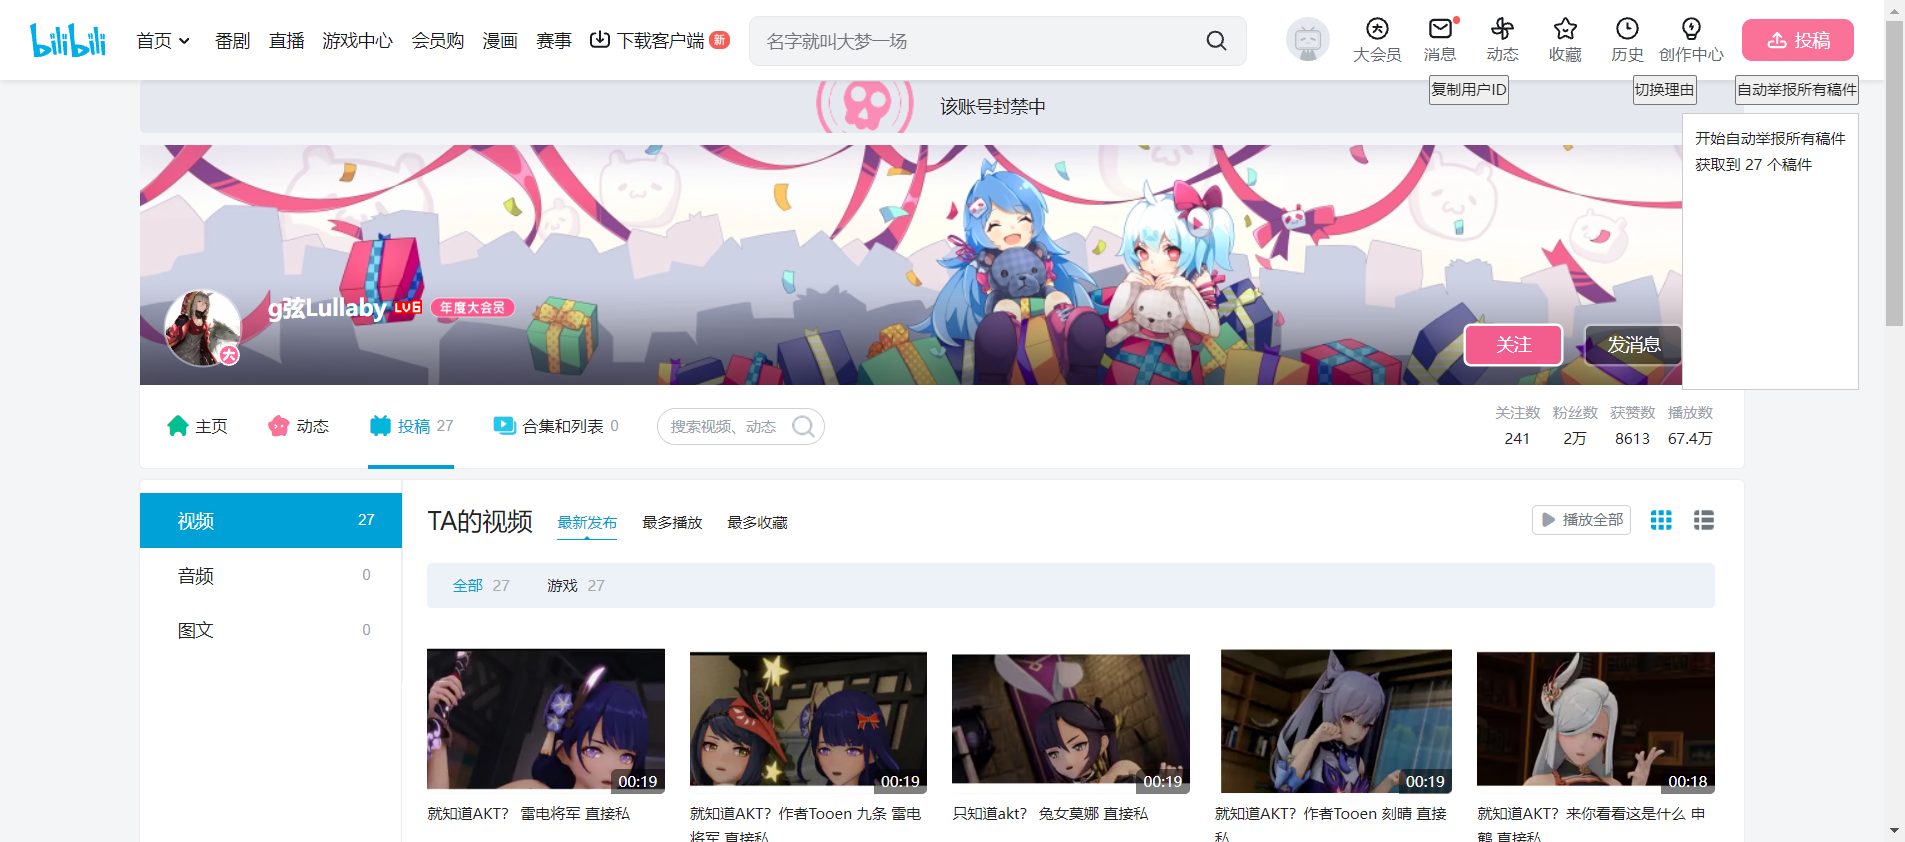 bilibili
首页 番剧 直播 游戏中心 会员购 漫画 赛事 下载客户端 新
名字就叫大梦一场
大会员 消息 动态 收藏 历史 创作中心 投稿
复制用户ID 切换理由 自动举报所有稿件
该账号封禁中
开始自动举报所有稿件
获取到 27 个稿件
g弦Lullaby LV6 年度大会员
大
关注 发消息
主页 动态 投稿 27 合集和列表 0 搜索视频、动态
关注数 粉丝数 获赞数 播放数
241 2万 8613 67.4万
视频 27
音频 0
图文 0
TA的视频 最新发布 最多播放 最多收藏 播放全部
全部 27 游戏 27
00:19 00:19 00:19 00:19 00:18
就知道AKT？ 雷电将军 直接私
就知道AKT？作者Tooen 九条 雷电
将军 直接私
只知道akt？ 兔女莫娜 直接私
就知道AKT？作者Tooen 刻晴 直接
私
就知道AKT？来你看看这是什么 申
鹤 直接私